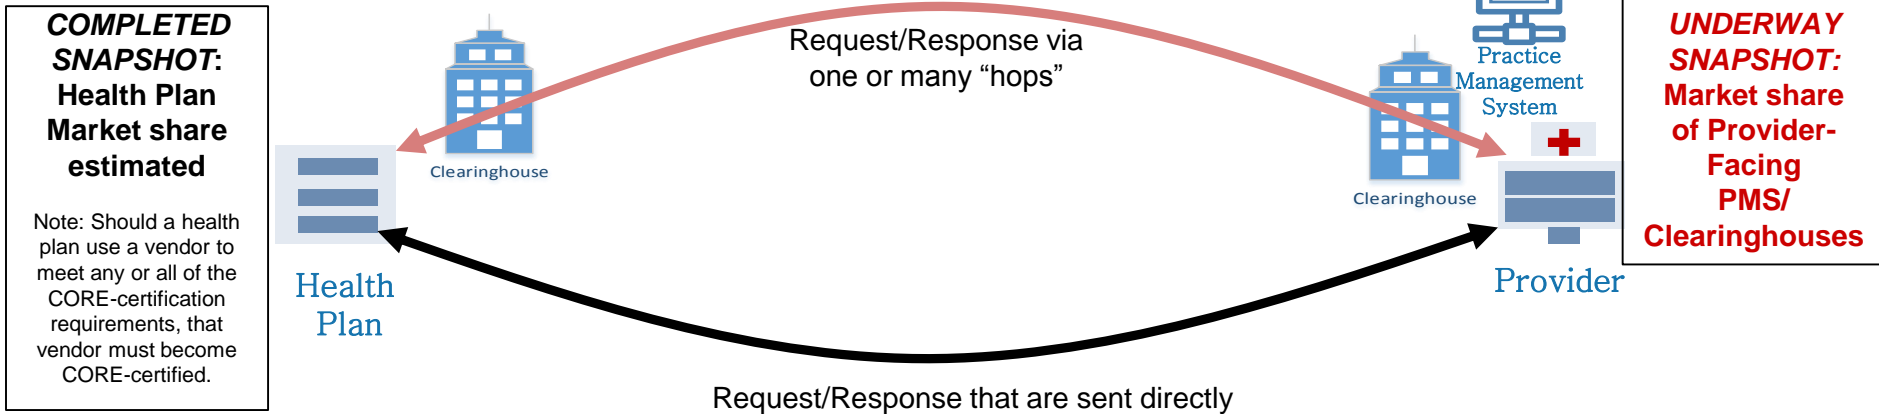 COMPLETED
SNAPSHOT:
Health Plan
Market share
estimated
Note: Should a health
plan use a vendor to
meet any or all of the
CORE-certification
requirements, that
vendor must become
CORE-certified.
Clearinghouse
Health
Plan
Request/Response via
one or many “hops”
Request/Response that are sent directly
Practice
Management
System
Clearinghouse
Provider
UNDERWAY
SNAPSHOT:
Market share
of Provider-
Facing
PMS/
Clearinghouses